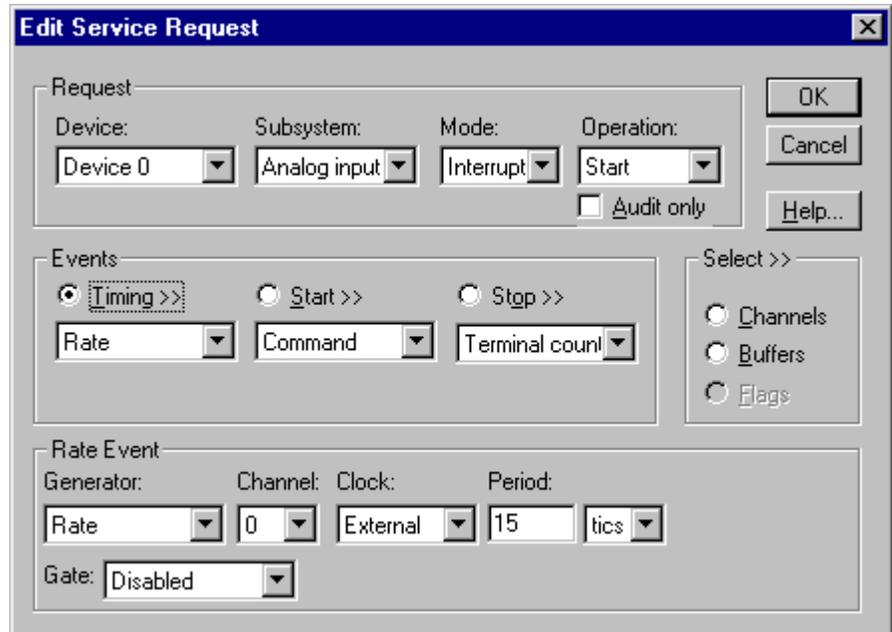 Edit Service Request
Request
OK
Device: Subsystem: Mode: Operation:
Device 0 Analog input Interrupt Start
Cancel
Audit only
Help...
Events
Select >>
Timing >> Start >> Stop >>
Rate Command Terminal count
Channels
Buffers
Flags
Rate Event
Generator: Channel: Clock: Period:
Rate 0 External 15 tics
Gate: Disabled